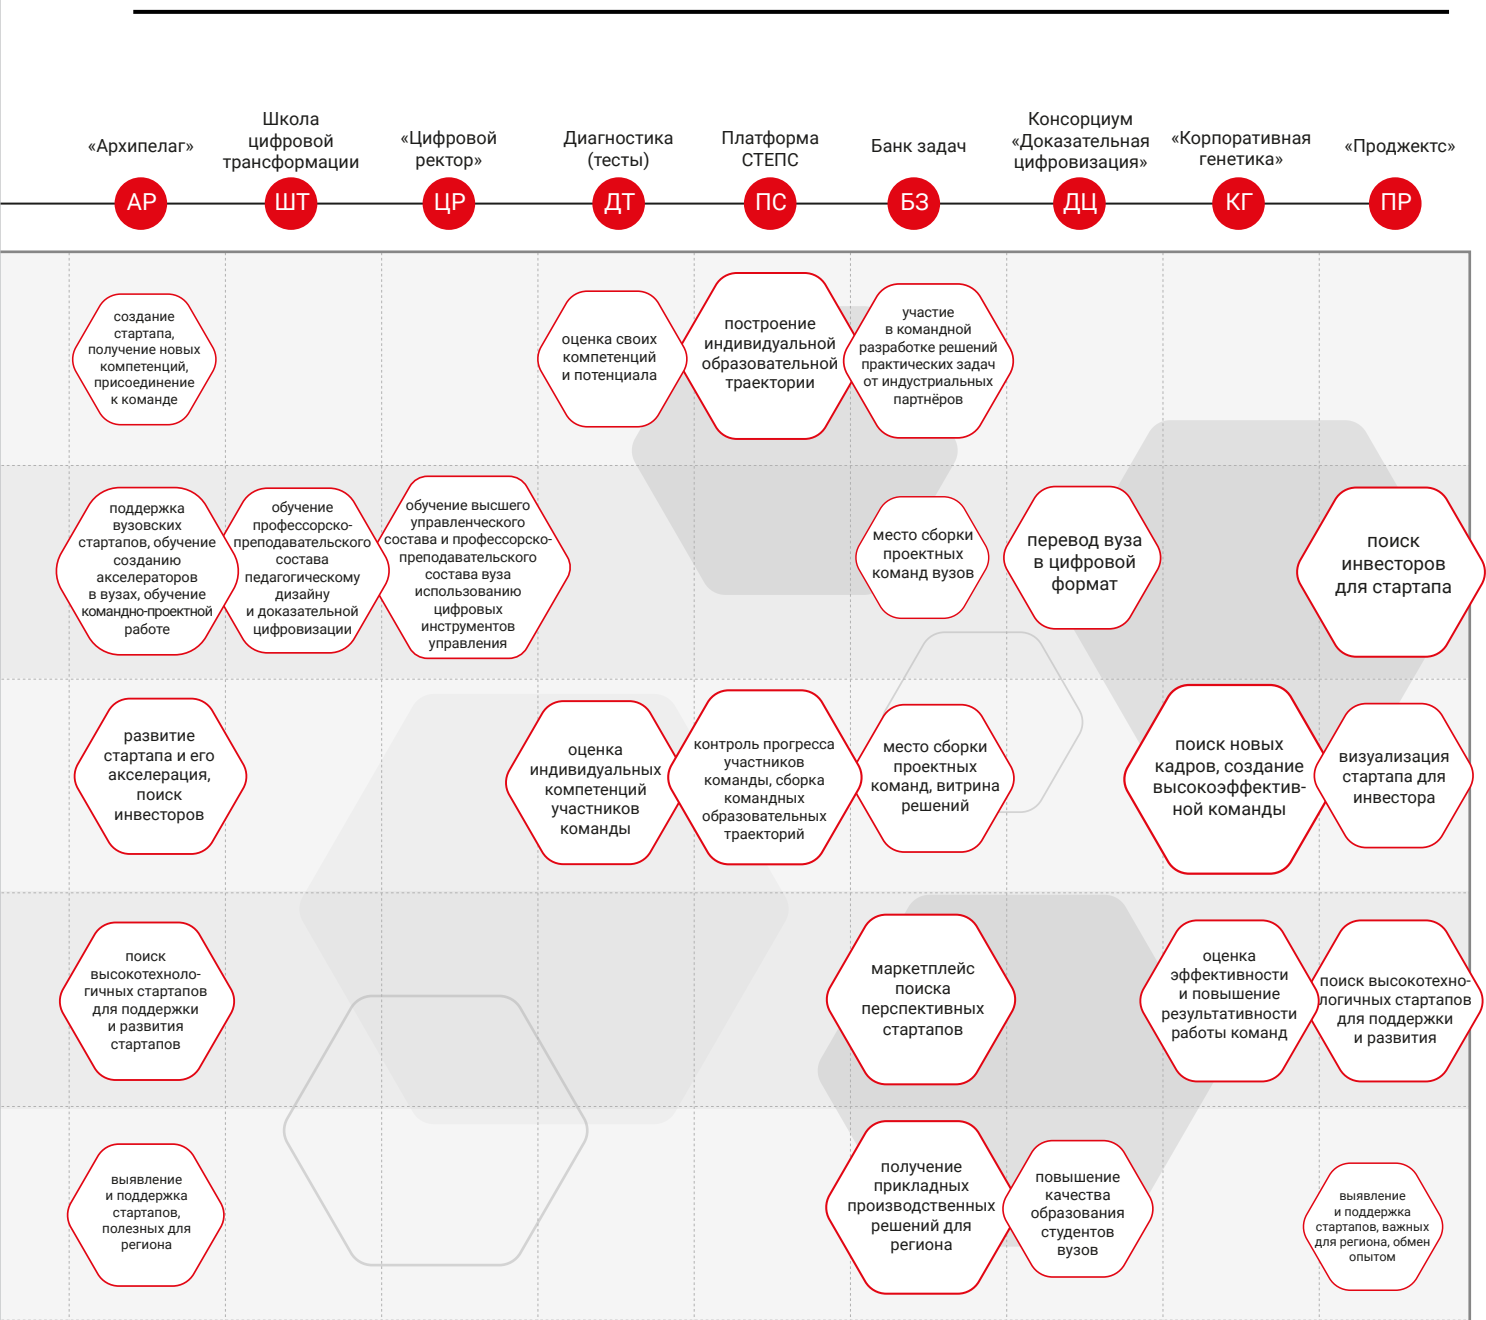 «Архипелаг»
Школа
цифровой
трансформации
«Цифровой
ректор»
Диагностика
(тесты)
Платформа
СТЕПС
Банк задач
Консорциум
«Доказательная
цифровизация»
«Корпоративная
генетика»
«Проджектс»
АР
ШТ
ЦР
ДТ
ПС
БЗ
ДЦ
КГ
ПР
создание
стартапа,
получение новых
компетенций,
присоединение
к команде
оценка своих
компетенций
и потенциала
построение
индивидуальной
образовательной
траектории
участие
в командной
разработке решений
практических задач
от индустриальных
партнёров
поддержка
вузовских
стартапов, обучение
созданию
акселераторов
в вузах, обучение
командно-проектной
работе
обучение
профессорско-
преподавательского
состава
педагогическому
дизайну
и доказательной
цифровизации
обучение высшего
управленческого
состава и профессорско-
преподавательского
состава вуза
использованию
цифровых
инструментов
управления
место сборки
проектных
команд вузов
перевод вуза
в цифровой
формат
поиск
инвесторов
для стартапа
развитие
стартапа и его
акселерация,
поиск
инвесторов
оценка
индивидуальных
компетенций
участников
команды
контроль прогресса
участников
команды, сборка
командных
образовательных
траекторий
место сборки
проектных
команд, витрина
решений
поиск новых
кадров, создание
высокоэффектив-
ной команды
визуализация
стартапа для
инвестора
поиск
высокотехноло-
гичных стартапов
для поддержки
и развития
стартапов
маркетплейс
поиска
перспективных
стартапов
оценка
эффективности
и повышение
результативности
работы команд
поиск высокотехно-
логичных стартапов
для поддержки
и развития
выявление
и поддержка
стартапов,
полезных для
региона
получение
прикладных
производственных
решений для
региона
повышение
качества
образования
студентов
вузов
выявление
и поддержка
стартапов, важных
для региона, обмен
опытом